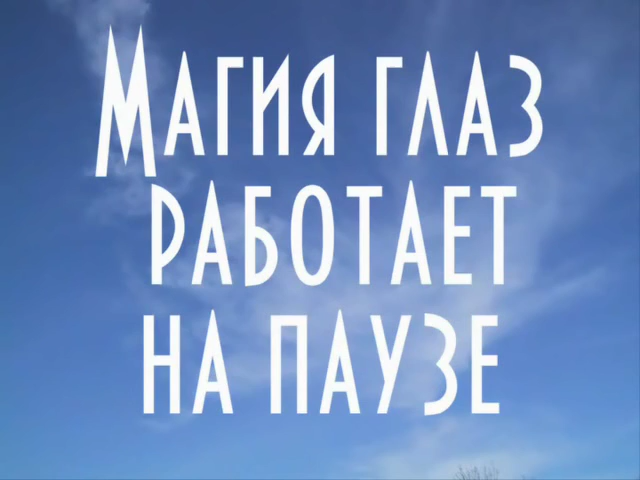 Магия глаз
работает
на паузе